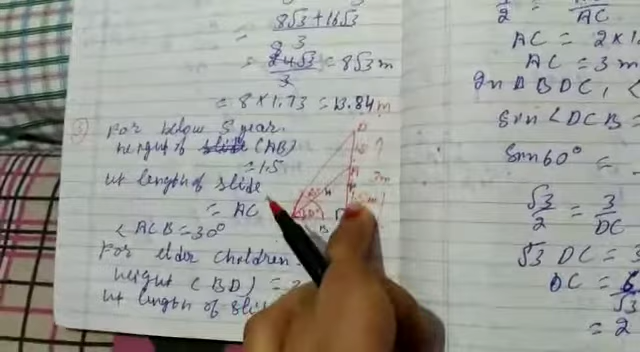 = 8√3+16√3
3
= 24√3 = 8√3 m
3
= 8×1.73 = 13.84 m
3) For below 5 year.
height of (AB)
= 1.5
let length of slide
= AC
∠ACB = 30°
For elder children
height (BD) =
let length of
D
A
B
1/2 = AC
AC = 2×1.
AC = 3 m
In D BDC, ∠
Sin ∠DCB =
Sin 60° =
√3/2 = 3/DC
√3 DC =
DC = 6/√3
= 2